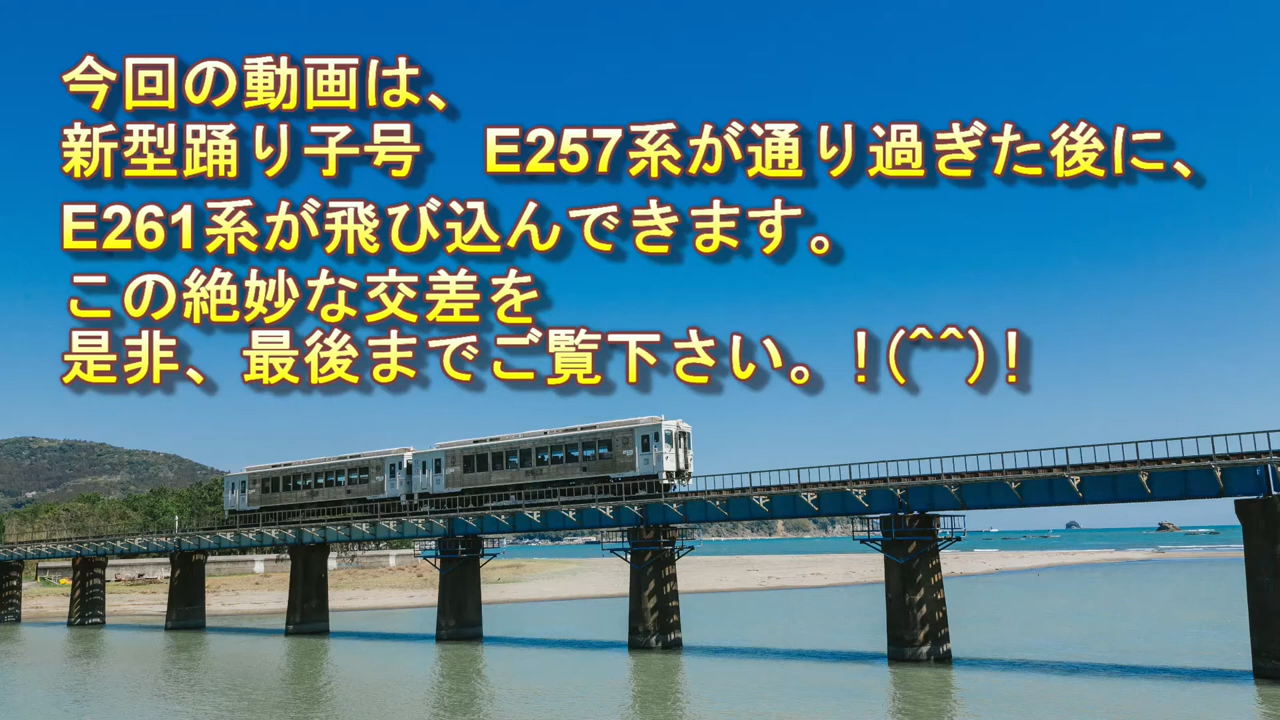 今回の動画は、
新型踊り子号　E257系が通り過ぎた後に、
E261系が飛び込んできます。
この絶妙な交差を
是非、最後までご覧下さい。！(^^)！